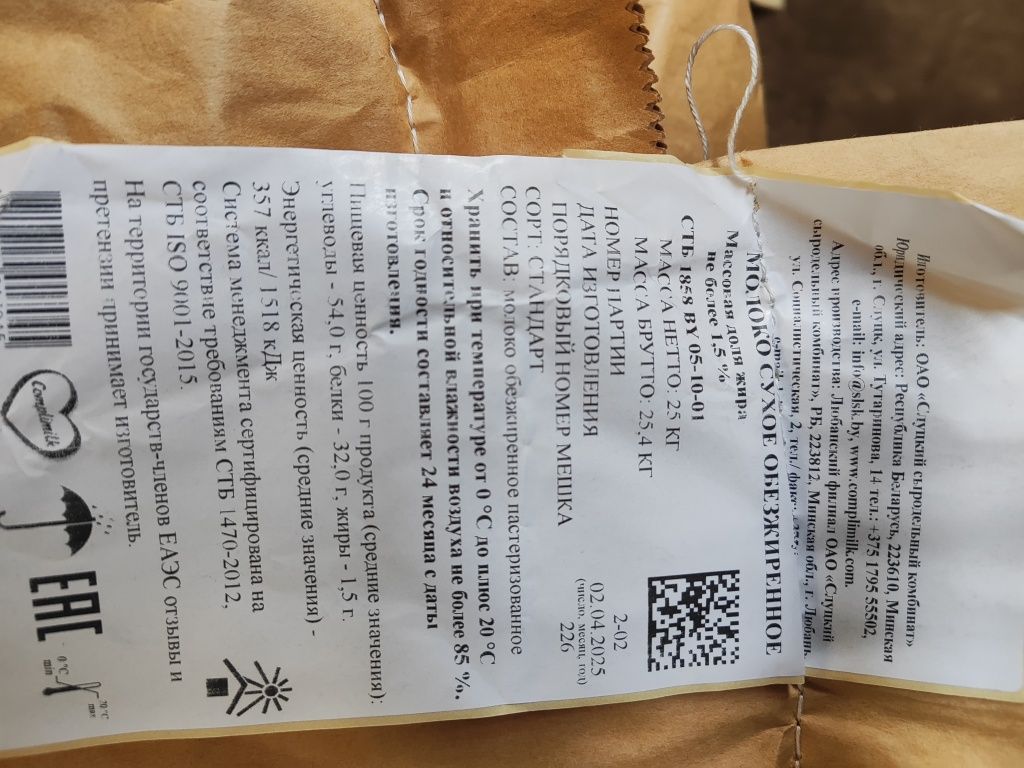 Изготовитель: ОАО «Слуцкий сыродельный комбинат»
Юридический адрес: Республика Беларусь, 223610, Минская
обл., г. Слуцк, ул. Тутаринова, 14 тел.: +375 1795 55502,
e-mail: info@sksk.by, www.complimilk.com.
Адрес производства: Любанский филиал ОАО «Слуцкий
сыродельный комбинат», РБ, 223812, Минская обл., г. Любань,
ул. Социалистическая, 2, тел./факс:
МОЛОКО СУХОЕ ОБЕЗЖИРЕННОЕ
Массовая доля жира
не более 1,5 %
СТБ 1858 BY 05-10-01
МАССА НЕТТО: 25 КГ
МАССА БРУТТО: 25,4 КГ
НОМЕР ПАРТИИ 2-02
ДАТА ИЗГОТОВЛЕНИЯ 02.04.2025
(число, месяц, год)
ПОРЯДКОВЫЙ НОМЕР МЕШКА 226
СОРТ: СТАНДАРТ
СОСТАВ: молоко обезжиренное пастеризованное
Хранить при температуре от 0 °С до плюс 20 °С
и относительной влажности воздуха не более 85 %.
Срок годности составляет 24 месяца с даты
изготовления.
Пищевая ценность 100 г продукта (средние значения):
углеводы - 54,0 г, белки - 32,0 г, жиры - 1,5 г.
Энергетическая ценность (средние значения) -
357 ккал/ 1518 кДж
Система менеджмента сертифицирована на
соответствие требованиям СТБ 1470-2012,
СТБ ISO 9001-2015.
На территории государств-членов ЕАЭС отзывы и
претензии принимает изготовитель.
Complimilk
EAC
0 °C
min
20 °C
max